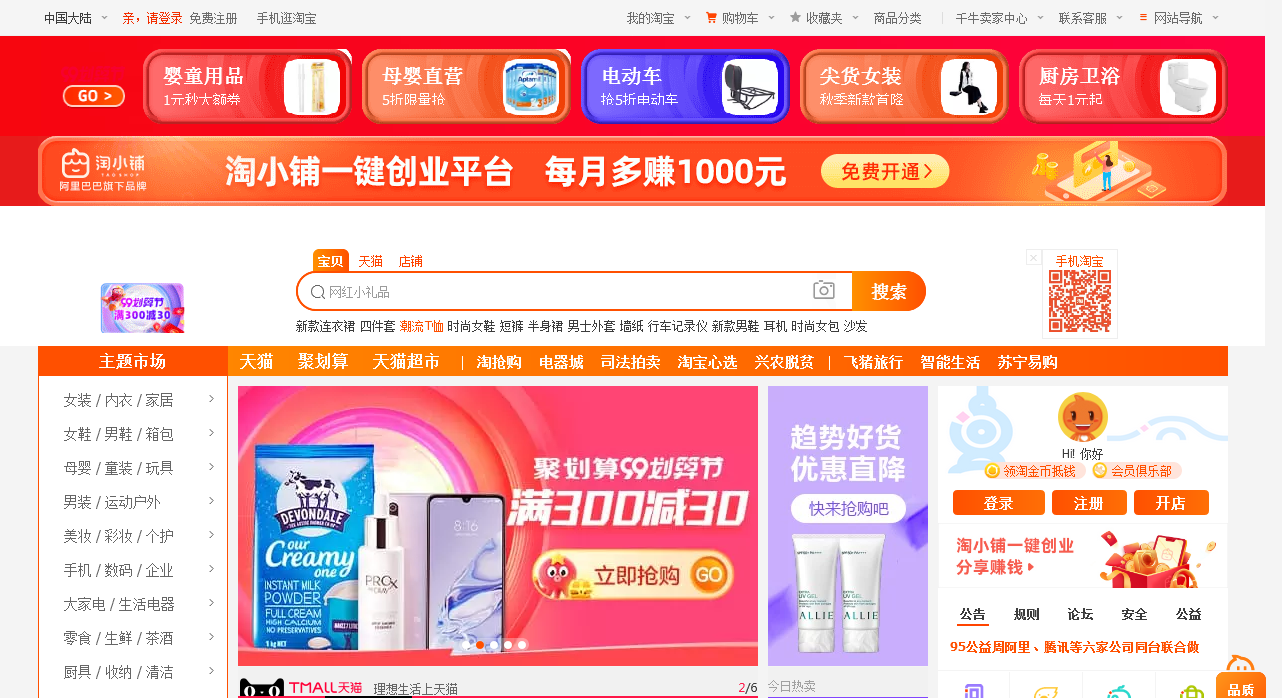 中国大陆 亲，请登录 免费注册 手机逛淘宝 我的淘宝 购物车 收藏夹 商品分类 千牛卖家中心 联系客服 网站导航
GO >
婴童用品
1元秒大额券
母婴直营
5折限量抢
电动车
抢5折电动车
尖货女装
秋季新款首降
厨房卫浴
每天1元起
淘小铺
TAO SHOP
阿里巴巴旗下品牌
淘小铺一键创业平台 每月多赚1000元
免费开通 >
宝贝 天猫 店铺
网红小礼品
搜索
新款连衣裙 四件套 潮流T恤 时尚女鞋 短裤 半身裙 男士外套 墙纸 行车记录仪 新款男鞋 耳机 时尚女包 沙发
99划算节
满300减30
手机淘宝
主题市场
天猫 聚划算 天猫超市 | 淘抢购 电器城 司法拍卖 淘宝心选 兴农脱贫 | 飞猪旅行 智能生活 苏宁易购
女装 / 内衣 / 家居
女鞋 / 男鞋 / 箱包
母婴 / 童装 / 玩具
男装 / 运动户外
美妆 / 彩妆 / 个护
手机 / 数码 / 企业
大家电 / 生活电器
零食 / 生鲜 / 茶酒
厨具 / 收纳 / 清洁
聚划算99划算节
满300减30
立即抢购 GO
DEVONDALE
our
Creamy
one
INSTANT MILK
POWDER
FULL CREAM
NO PRESERVATIVES
1 KG NET
8:16
趋势好货
优惠直降
快来抢购吧
EXTRA
UV GEL
ALLIE
EXTRA
UV GEL
ALLIE
Hi! 你好
领淘金币抵钱 会员俱乐部
登录 注册 开店
淘小铺一键创业
分享赚钱
公告 规则 论坛 安全 公益
95公益周阿里、腾讯等六家公司同台联合做
TMALL天猫 理想生活上天猫 2/6
今日热卖
品质